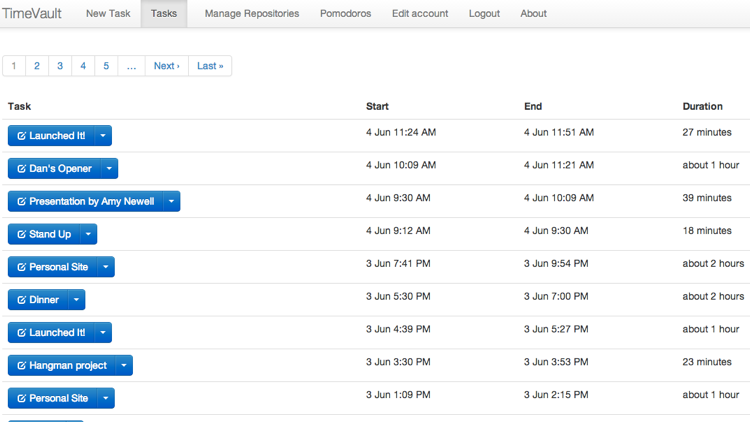 TimeVault New Task Tasks Manage Repositories Pomodoros Edit account Logout About
1 2 3 4 5 … Next › Last »
Task Start End Duration
Launched It! 4 Jun 11:24 AM 4 Jun 11:51 AM 27 minutes
Dan's Opener 4 Jun 10:09 AM 4 Jun 11:21 AM about 1 hour
Presentation by Amy Newell 4 Jun 9:30 AM 4 Jun 10:09 AM 39 minutes
Stand Up 4 Jun 9:12 AM 4 Jun 9:30 AM 18 minutes
Personal Site 3 Jun 7:41 PM 3 Jun 9:54 PM about 2 hours
Dinner 3 Jun 5:30 PM 3 Jun 7:00 PM about 2 hours
Launched It! 3 Jun 4:39 PM 3 Jun 5:27 PM about 1 hour
Hangman project 3 Jun 3:30 PM 3 Jun 3:53 PM 23 minutes
Personal Site 3 Jun 1:09 PM 3 Jun 2:15 PM about 1 hour